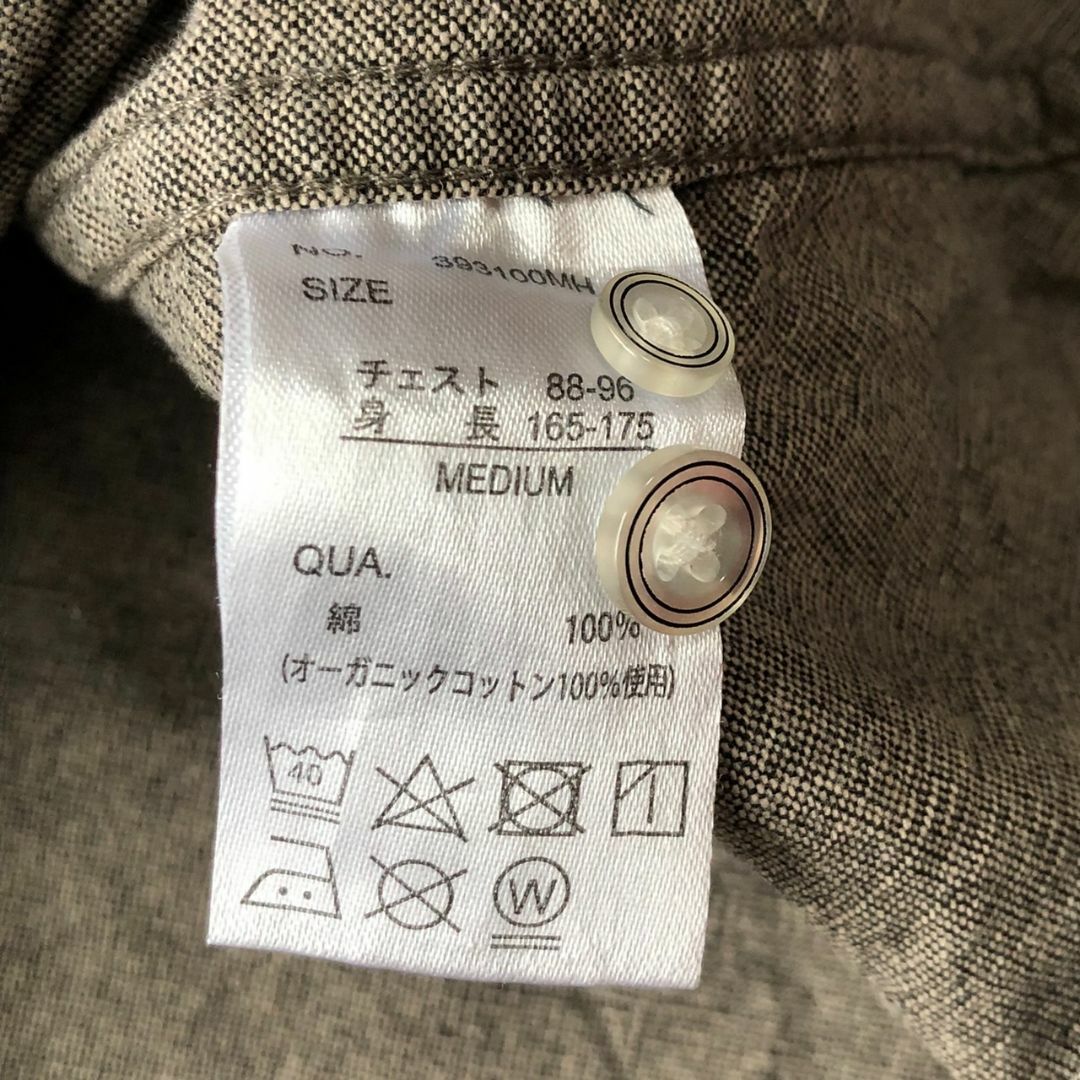 NO. 393100MH
SIZE
チェスト 88-96
身 長 165-175
MEDIUM
QUA.
綿 100%
(オーガニックコットン100%使用)
40
W